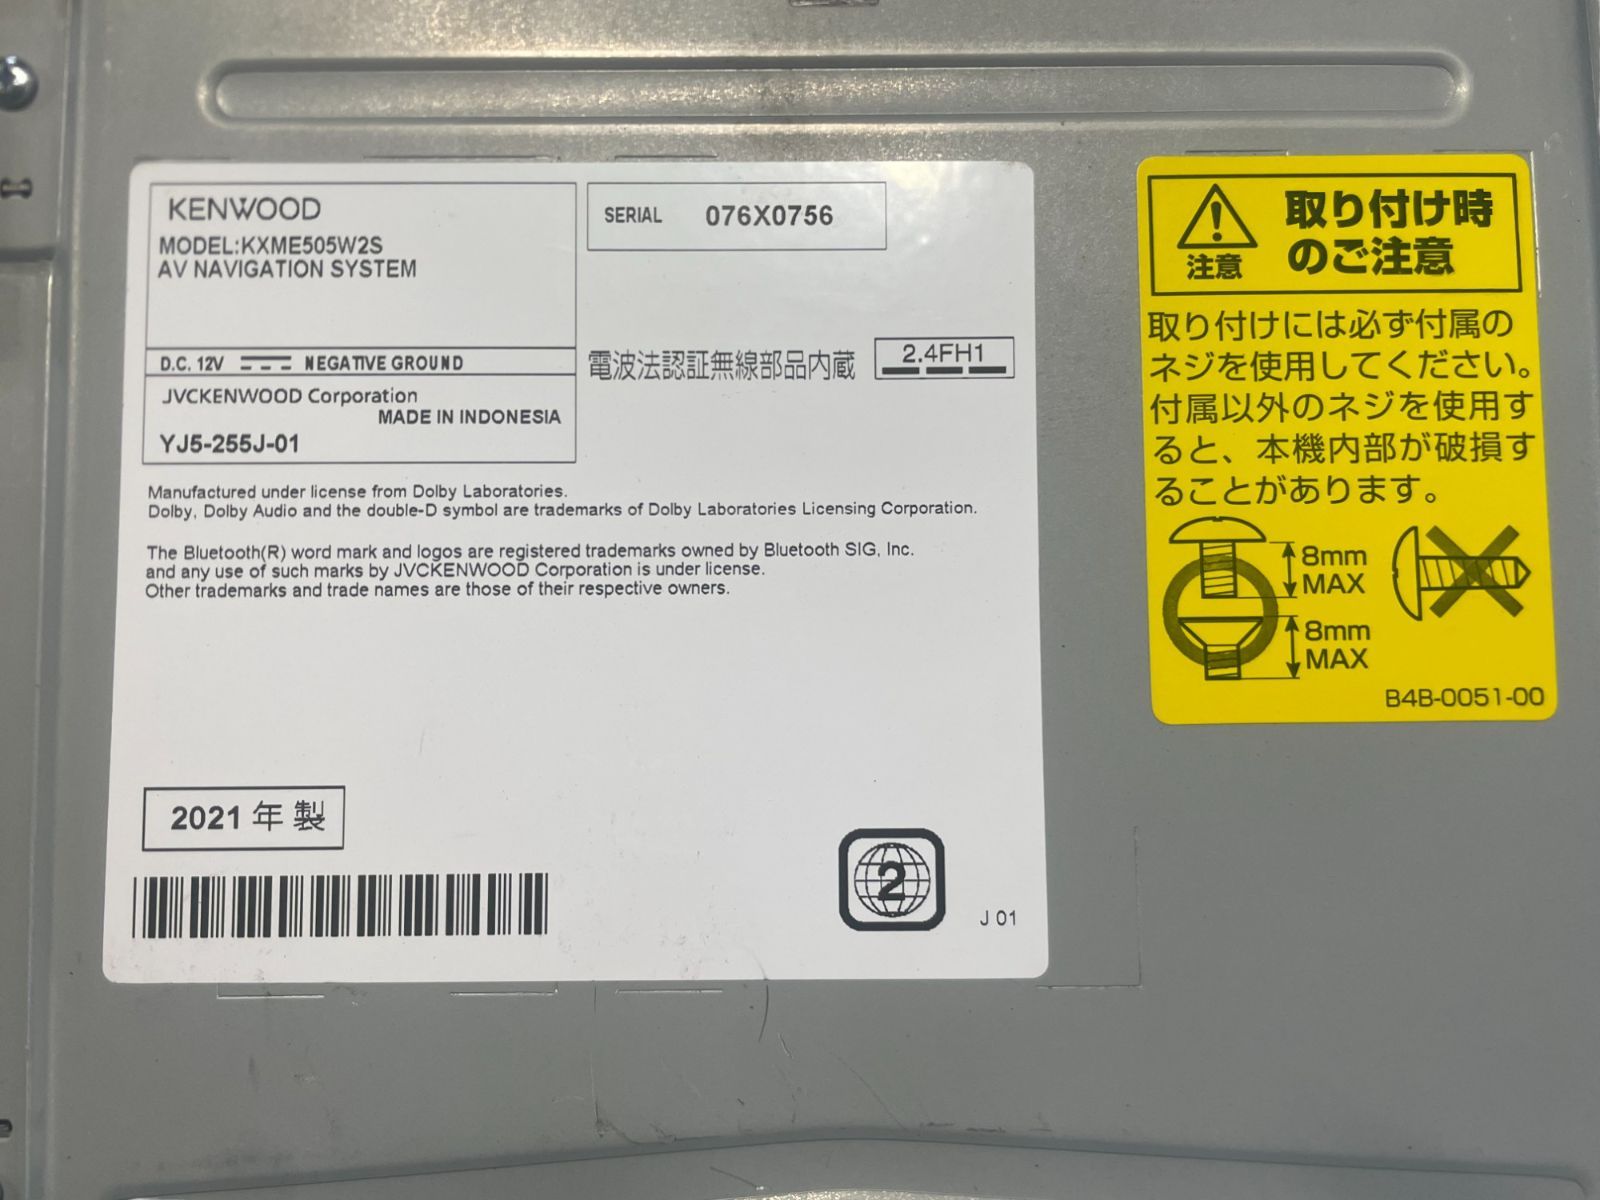 KENWOOD
MODEL:KXME505W2S
AV NAVIGATION SYSTEM
D.C. 12V NEGATIVE GROUND
JVCKENWOOD Corporation
MADE IN INDONESIA
YJ5-255J-01
SERIAL 076X0756
電波法認証無線部品内蔵 2.4FH1
Manufactured under license from Dolby Laboratories.
Dolby, Dolby Audio and the double-D symbol are trademarks of Dolby Laboratories Licensing Corporation.
The Bluetooth(R) word mark and logos are registered trademarks owned by Bluetooth SIG, Inc.
and any use of such marks by JVCKENWOOD Corporation is under license.
Other trademarks and trade names are those of their respective owners.
2021 年 製
2
J 01
注意
取り付け時
のご注意
取り付けには必ず付属の
ネジを使用してください。
付属以外のネジを使用す
ると、本機内部が破損す
ることがあります。
8mm
MAX
8mm
MAX
B4B-0051-00